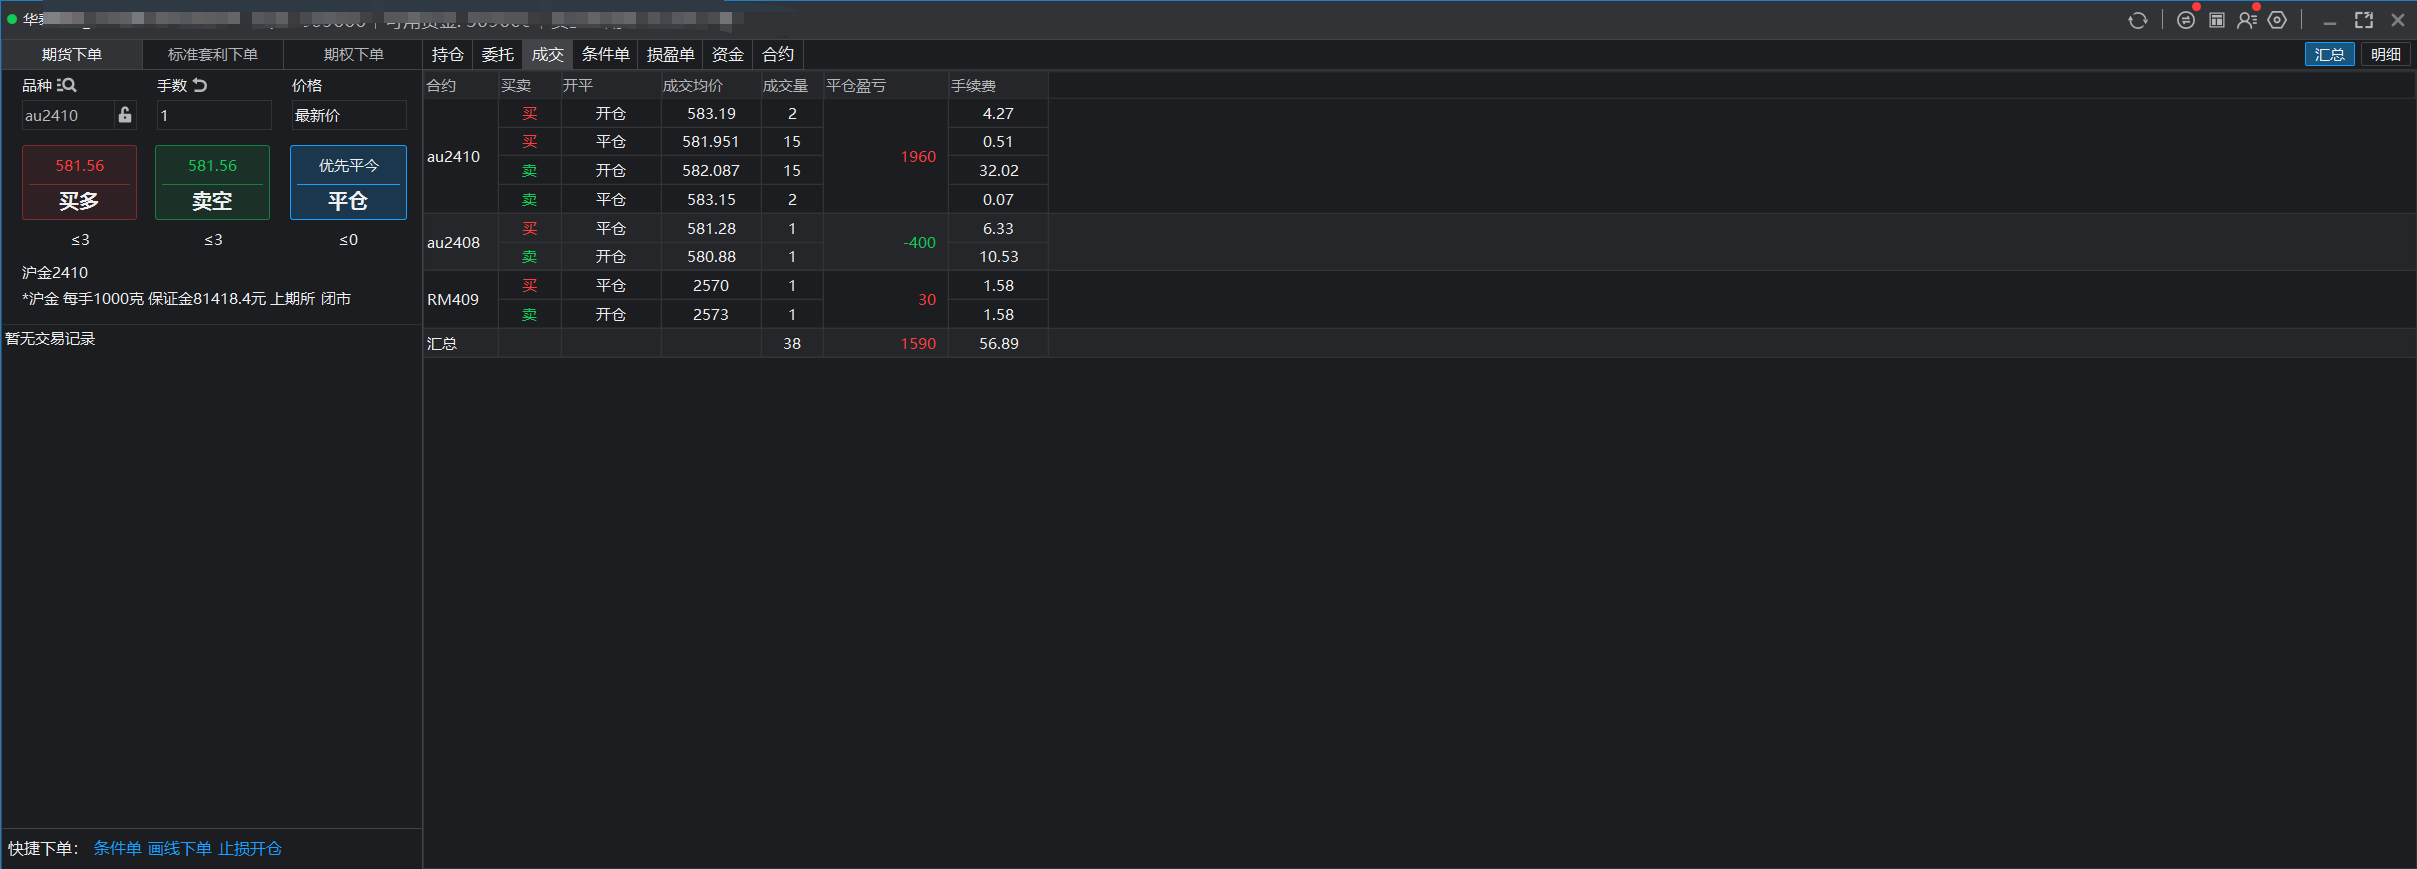 期货下单 标准套利下单 期权下单 持仓 委托 成交 条件单 损盈单 资金 合约 汇总 明细
品种 手数 价格
au2410 1 最新价
581.56 581.56 优先平今
买多 卖空 平仓
≤3 ≤3 ≤0
沪金2410
*沪金 每手1000克 保证金81418.4元 上期所 闭市
暂无交易记录
快捷下单： 条件单 画线下单 止损开仓
合约 买卖 开平 成交均价 成交量 平仓盈亏 手续费
au2410 1960
买 开仓 583.19 2 4.27
买 平仓 581.951 15 0.51
卖 开仓 582.087 15 32.02
卖 平仓 583.15 2 0.07
au2408 -400
买 平仓 581.28 1 6.33
卖 开仓 580.88 1 10.53
RM409 30
买 平仓 2570 1 1.58
卖 开仓 2573 1 1.58
汇总 38 1590 56.89